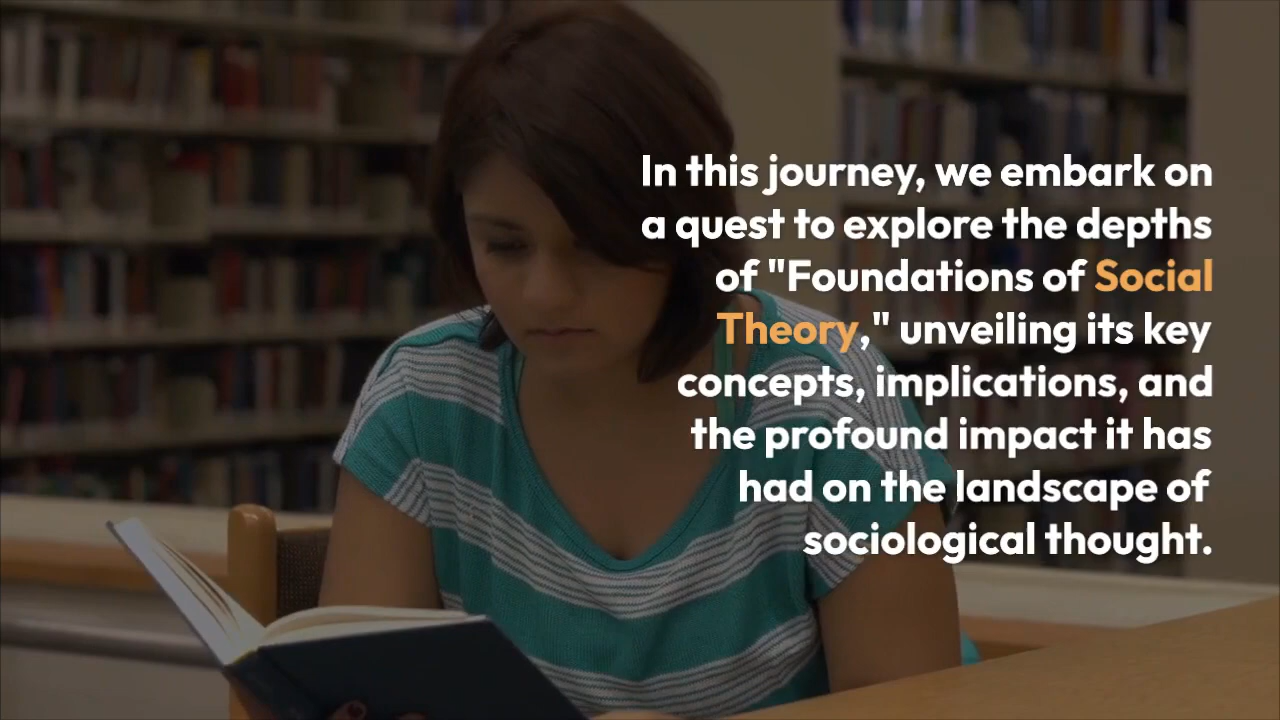 In this journey, we embark on
a quest to explore the depths
of "Foundations of Social
Theory," unveiling its key
concepts, implications, and
the profound impact it has
had on the landscape of
sociological thought.